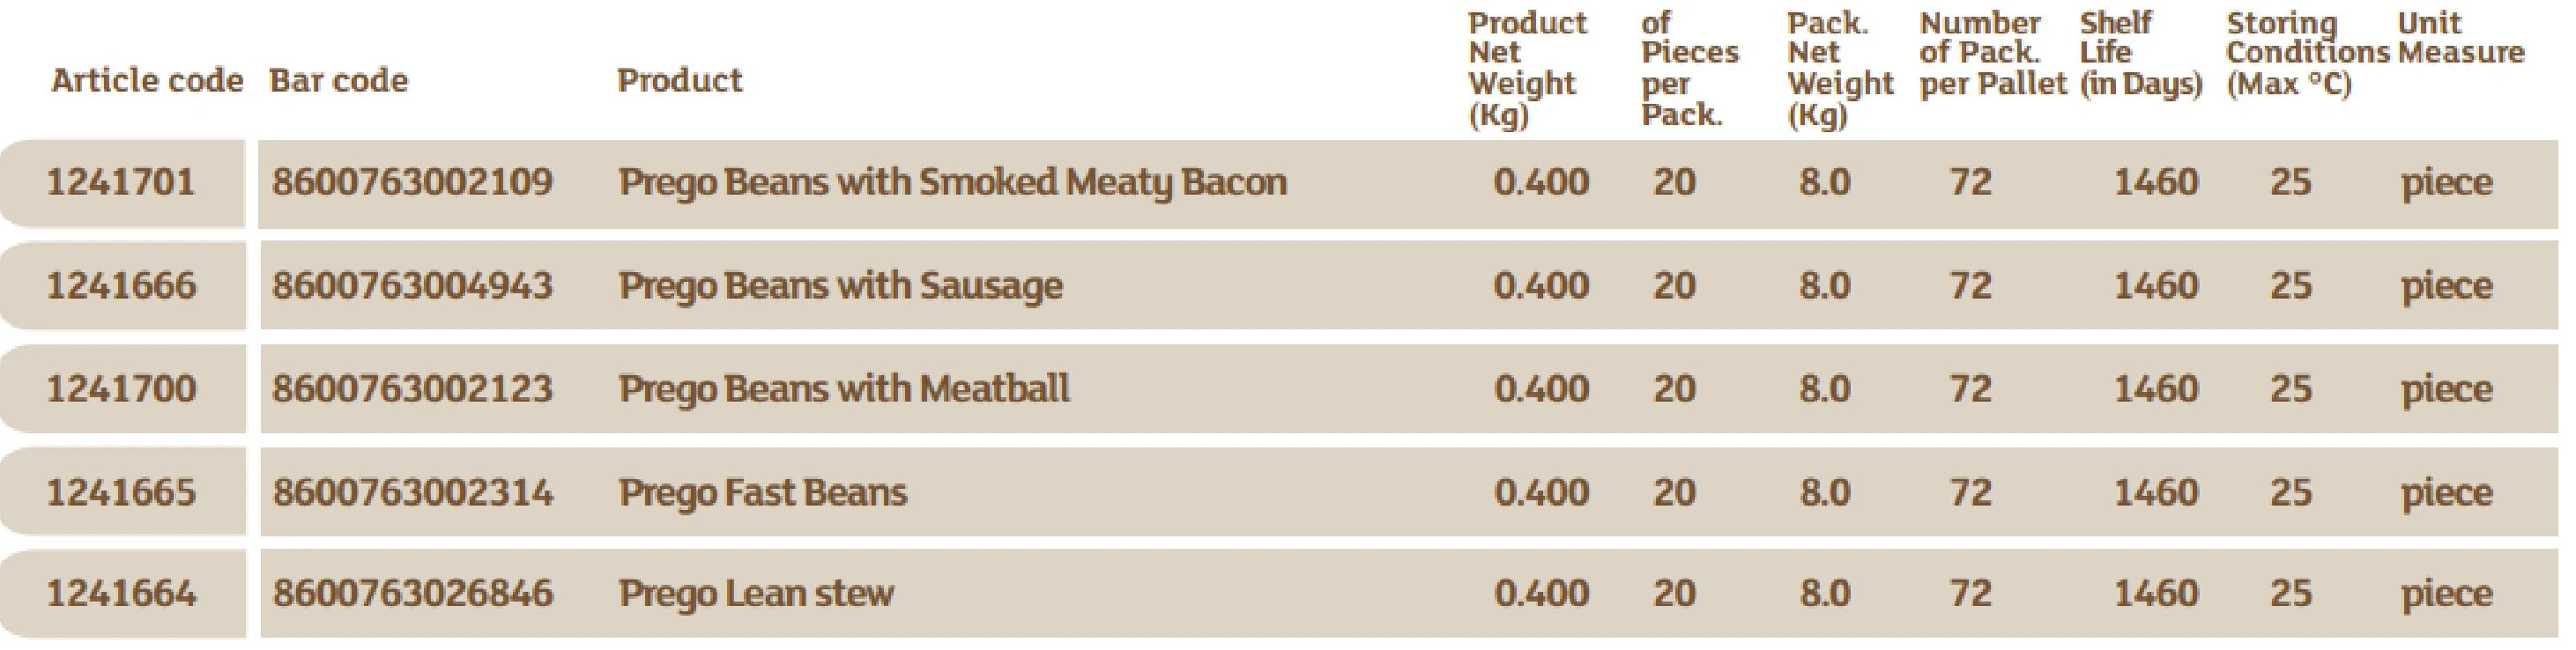 Article code Bar code Product Product Net Weight (Kg) of Pieces per Pack. Pack. Net Weight (Kg) Number of Pack. per Pallet Shelf Life (in Days) Storing Conditions (Max °C) Unit Measure
1241701 8600763002109 Prego Beans with Smoked Meaty Bacon 0.400 20 8.0 72 1460 25 piece
1241666 8600763004943 Prego Beans with Sausage 0.400 20 8.0 72 1460 25 piece
1241700 8600763002123 Prego Beans with Meatball 0.400 20 8.0 72 1460 25 piece
1241665 8600763002314 Prego Fast Beans 0.400 20 8.0 72 1460 25 piece
1241664 8600763026846 Prego Lean stew 0.400 20 8.0 72 1460 25 piece